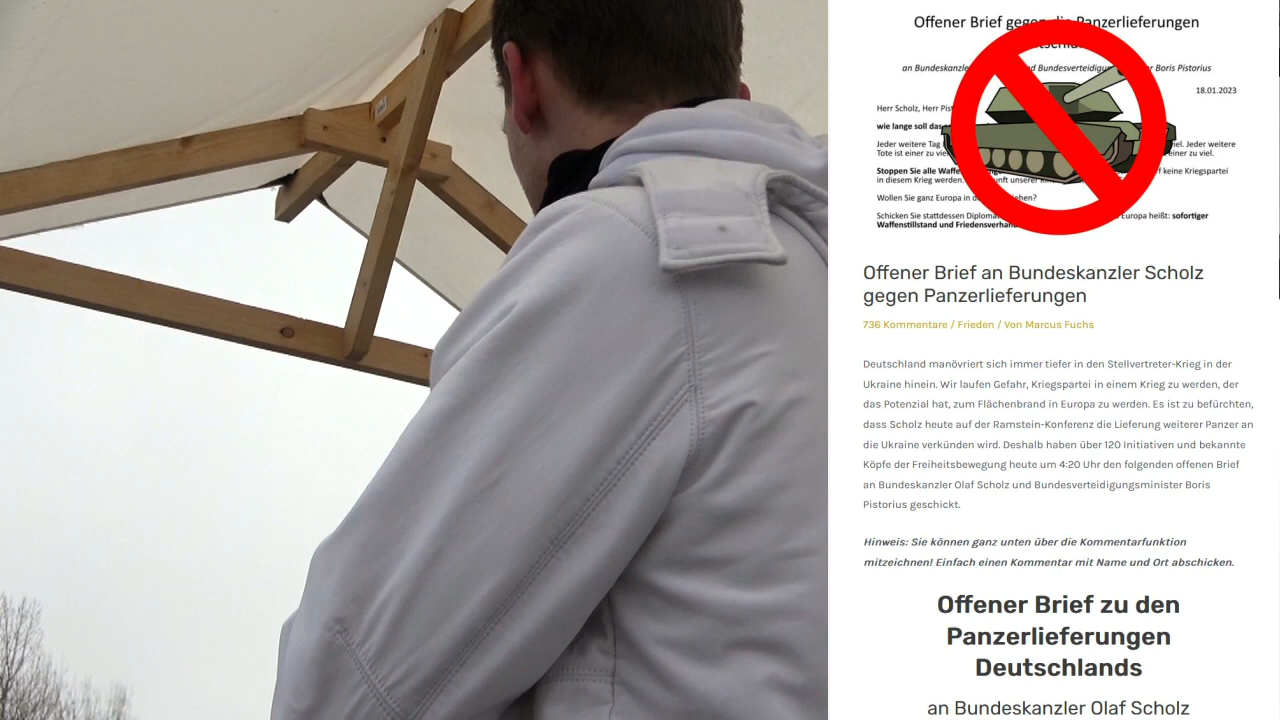 Offener Brief gegen die Panzerlieferungen
an Bundeskanzle
d Bundesverteidigu
r Boris Pistorius
18.01.2023
Herr Scholz, Herr Pis
wie lange soll das
Jeder weitere Tag
iel. Jeder weitere
Tote ist einer zu vie
einer zu viel.
Stoppen Sie alle Waffe
f keine Kriegspartei
in diesem Krieg werden.
unft unserer
Wollen Sie ganz Europa in d
ehen?
Schicken Sie stattdessen Diplomat
Europa heißt: sofortiger
Waffenstillstand und Friedensverhan
Offener Brief an Bundeskanzler Scholz
gegen Panzerlieferungen
736 Kommentare / Frieden / Von Marcus Fuchs
Deutschland manövriert sich immer tiefer in den Stellvertreter-Krieg in der
Ukraine hinein. Wir laufen Gefahr, Kriegspartei in einem Krieg zu werden, der
das Potenzial hat, zum Flächenbrand in Europa zu werden. Es ist zu befürchten,
dass Scholz heute auf der Ramstein-Konferenz die Lieferung weiterer Panzer an
die Ukraine verkünden wird. Deshalb haben über 120 Initiativen und bekannte
Köpfe der Freiheitsbewegung heute um 4:20 Uhr den folgenden offenen Brief
an Bundeskanzler Olaf Scholz und Bundesverteidigungsminister Boris
Pistorius geschickt.
Hinweis: Sie können ganz unten über die Kommentarfunktion
mitzeichnen! Einfach einen Kommentar mit Name und Ort abschicken.
Offener Brief zu den
Panzerlieferungen
Deutschlands
an Bundeskanzler Olaf Scholz